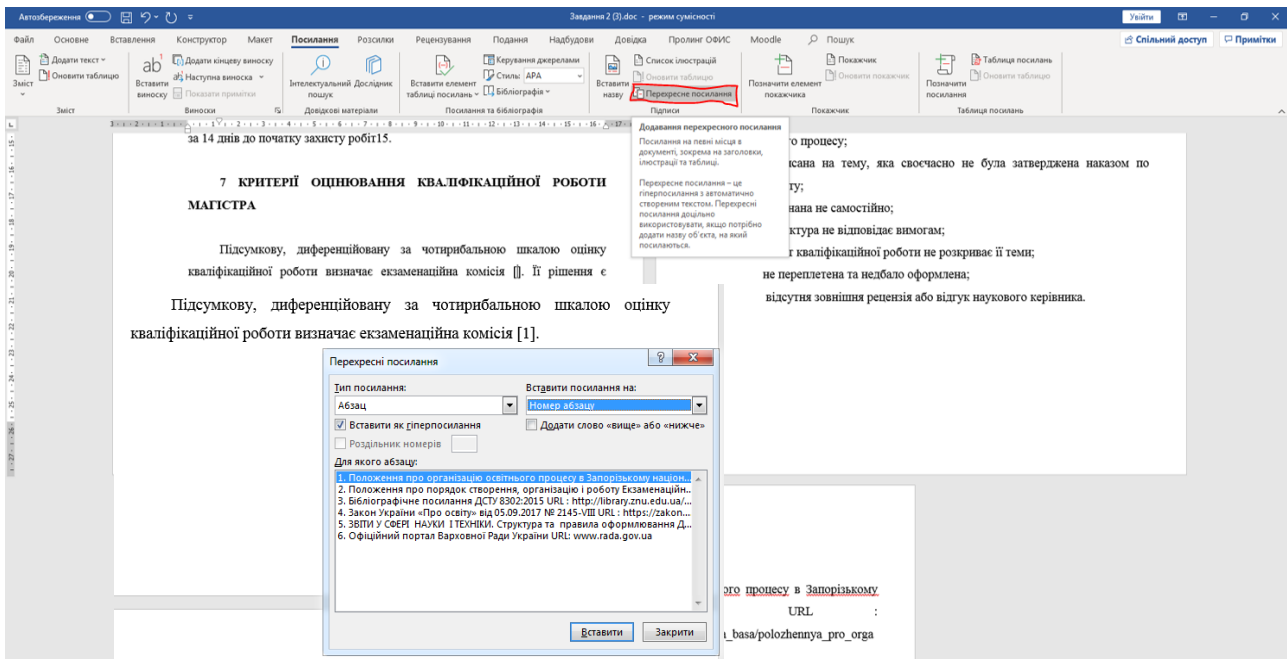 Автозбереження
Завдання 2 (3).doc - режим сумісності
Увійти
Файл Основне Вставлення Конструктор Макет Посилання Розсилки Рецензування Подання Надбудови Довідка Пролинг ОФИС Moodle Пошук
Спільний доступ Примітки
Зміст
Додати текст
Оновити таблицю
Зміст
Вставити виноску
Додати кінцеву виноску
Наступна виноска
Показати примітки
Виноски
Інтелектуальний пошук
Дослідник
Довідкові матеріали
Вставити елемент таблиці посилань
Керування джерелами
Стиль: APA
Бібліографія
Посилання та бібліографія
Вставити назву
Список ілюстрацій
Оновити таблицю
Перехресне посилання
Підписи
Позначити елемент покажчика
Покажчик
Оновити покажчик
Покажчик
Позначити посилання
Таблиця посилань
Оновити таблицю
Таблиця посилань
Додавання перехресного посилання
Посилання на певні місця в
документі, зокрема на заголовки,
ілюстрації та таблиці.
Перехресне посилання – це
гіперпосилання з автоматично
створеним текстом. Перехресні
посилання доцільно
використовувати, якщо потрібно
додати назву об'єкта, на який
посилаються.
за 14 днів до початку захисту робіт15.
7 КРИТЕРІЇ ОЦІНЮВАННЯ КВАЛІФІКАЦІЙНОЇ РОБОТИ
МАГІСТРА
Підсумкову, диференційовану за чотирибальною шкалою оцінку
кваліфікаційної роботи визначає екзаменаційна комісія []. Її рішення є
Підсумкову, диференційовану за чотирибальною шкалою оцінку
кваліфікаційної роботи визначає екзаменаційна комісія [1].
го процесу;
исана на тему, яка своєчасно не була затверджена наказом по
ту;
нана не самостійно;
ктура не відповідає вимогам;
т кваліфікаційної роботи не розкриває її теми;
не переплетена та недбало оформлена;
відсутня зовнішня рецензія або відгук наукового керівника.
Перехресні посилання
Тип посилання: Вставити посилання на:
Абзац Номер абзацу
Вставити як гіперпосилання Додати слово «вище» або «нижче»
Роздільник номерів
Для якого абзацу:
1. Положення про організацію освітнього процесу в Запорізькому націон...
2. Положення про порядок створення, організацію і роботу Екзаменаційн...
3. Бібліографічне посилання ДСТУ 8302:2015 URL : http://library.znu.edu.ua/...
4. Закон України «Про освіту» від 05.09.2017 № 2145-VIII URL : https://zakon...
5. ЗВІТИ У СФЕРІ НАУКИ І ТЕХНІКИ. Структура та правила оформлювання Д...
6. Офіційний портал Варховної Ради України URL: www.rada.gov.ua
Вставити Закрити
ого процесу в Запорізькому
URL :
a_basa/polozhennya_pro_orga